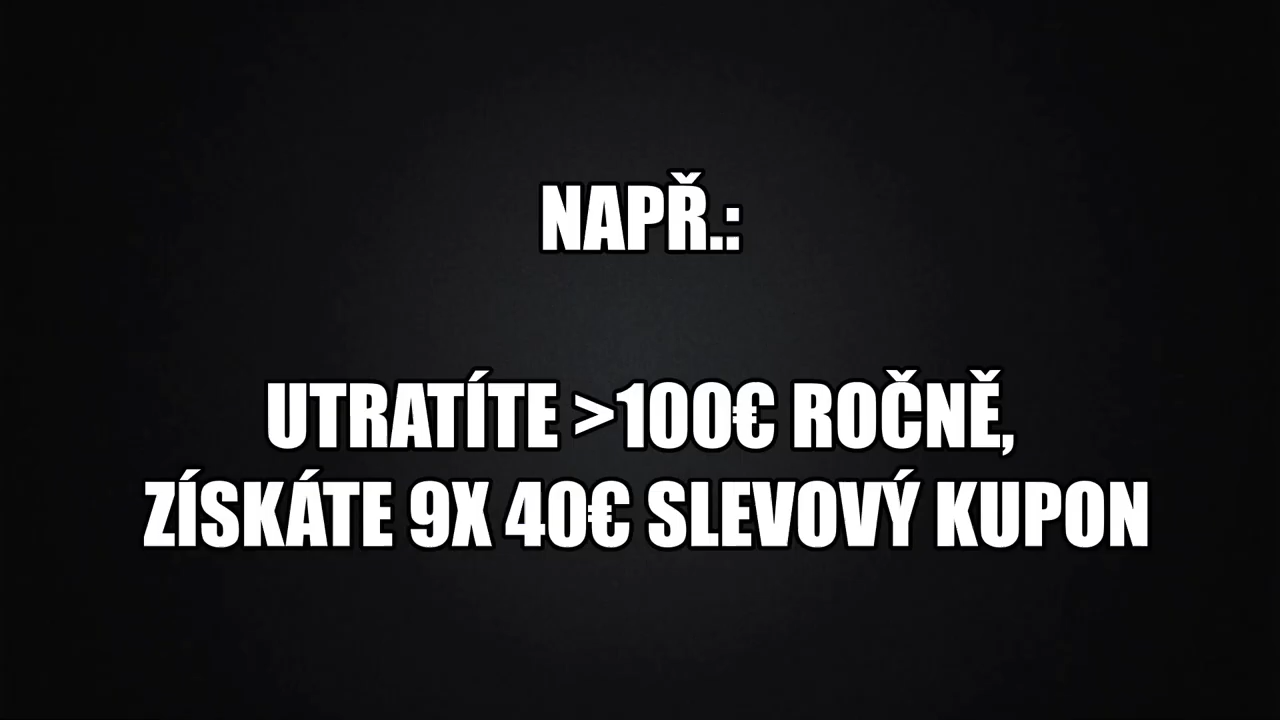 NAPŘ.:
UTRATÍTE >100€ ROČNĚ,
ZÍSKÁTE 9X 40€ SLEVOVÝ KUPON